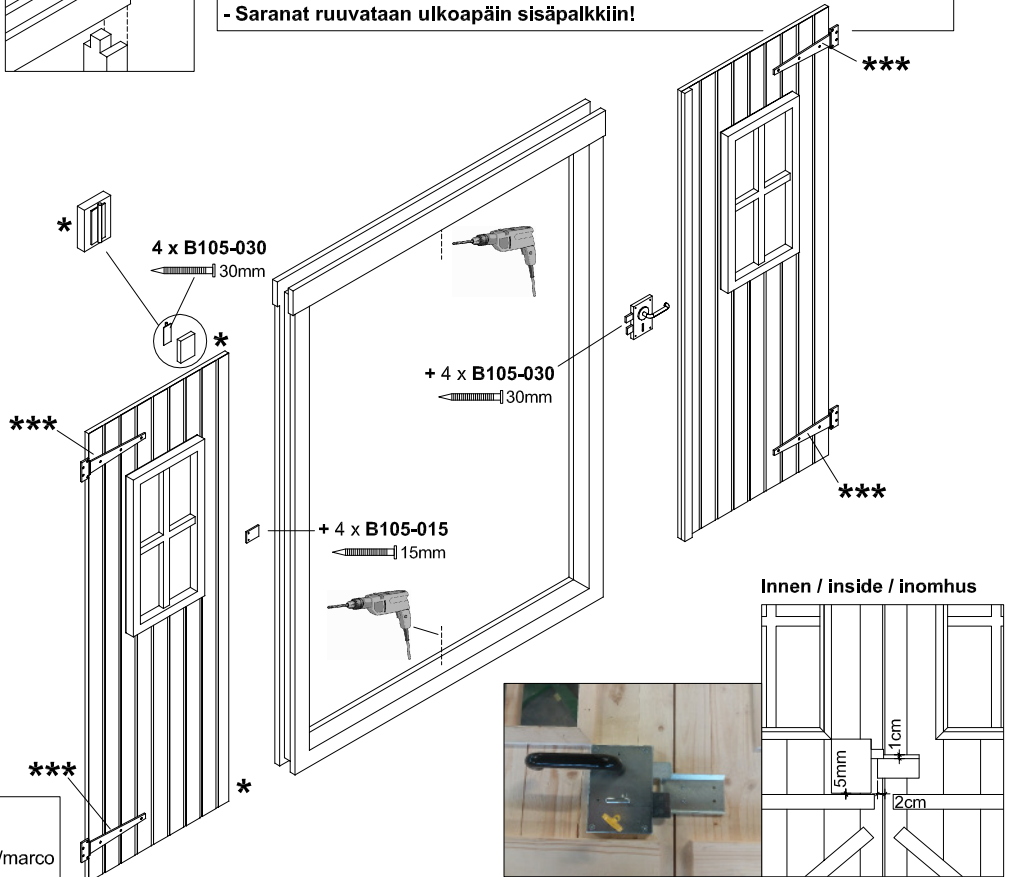 - Saranat ruuvataan ulkoapäin sisäpalkkiin!
***
*
4 x B105-030
30mm
*
+ 4 x B105-030
30mm
***
***
+ 4 x B105-015
15mm
Innen / inside / inomhus
1cm
5mm
2cm
***
*
/marco